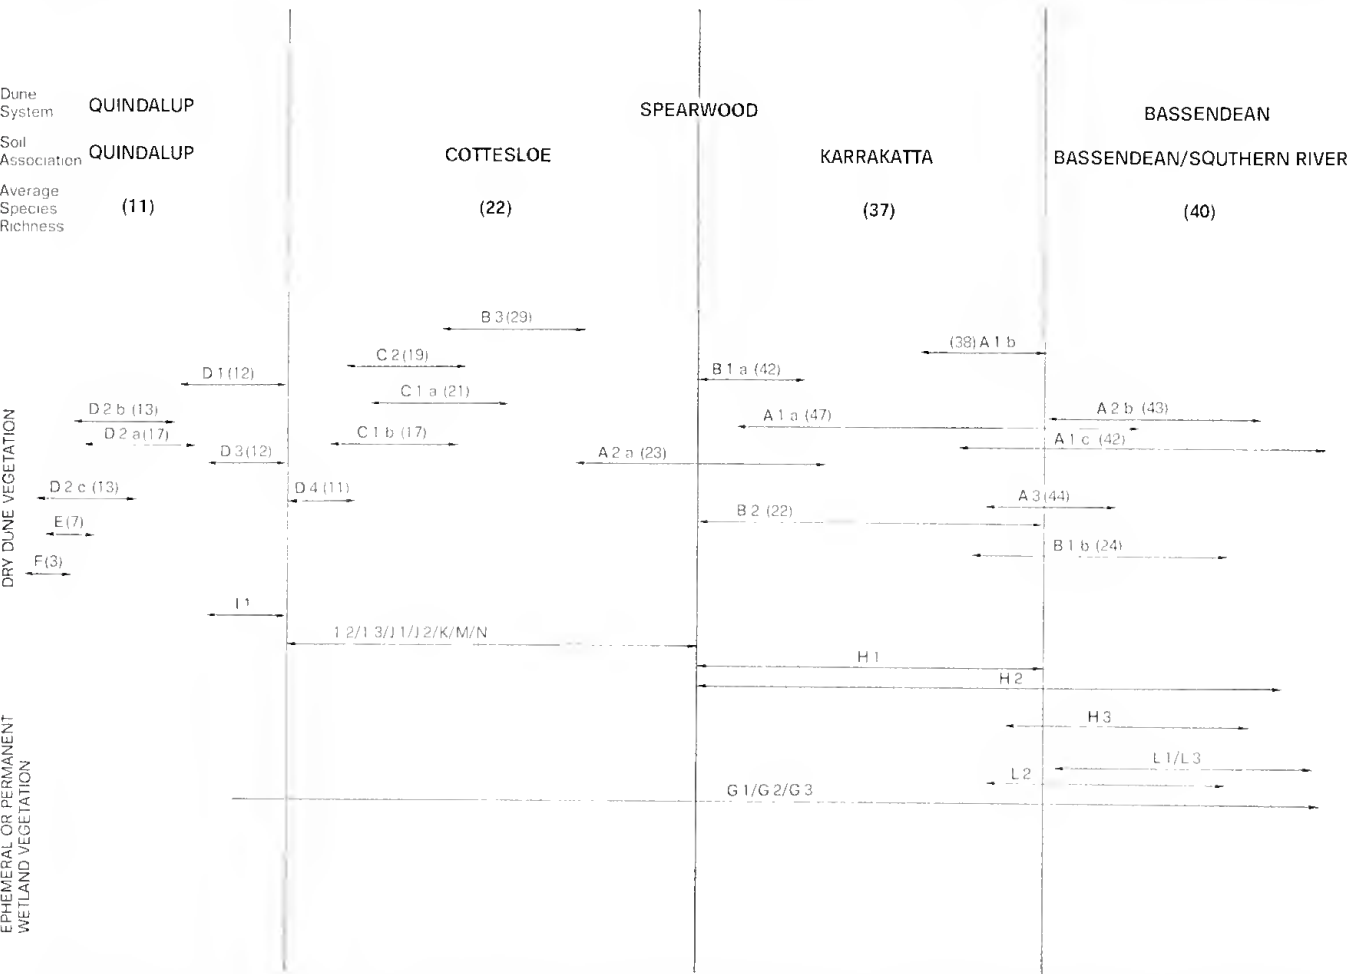 Dune
System
QUINDALUP
SPEARWOOD
BASSENDEAN
Soil
Association
QUINDALUP
COTTESLOE
KARRAKATTA
BASSENDEAN/SOUTHERN RIVER
Average
Species
Richness
(11)
(22)
(37)
(40)
DRY DUNE VEGETATION
B 3(29)
(38) A 1 b
C 2(19)
D 1(12)
B 1 a (42)
C 1 a (21)
D 2 b (13)
A 1 a (47)
A 2 b (43)
D 2 a(17)
C 1 b (17)
A 1 c (42)
D 3(12)
A 2 a (23)
D 2 c (13)
D 4 (11)
A 3(44)
E(7)
B 2 (22)
B 1 b (24)
F(3)
I 1
I 2/I 3/J 1/J 2/K/M/N
H 1
H 2
EPHEMERAL OR PERMANENT
WETLAND VEGETATION
H 3
L 1/L 3
L 2
G 1/G 2/G 3